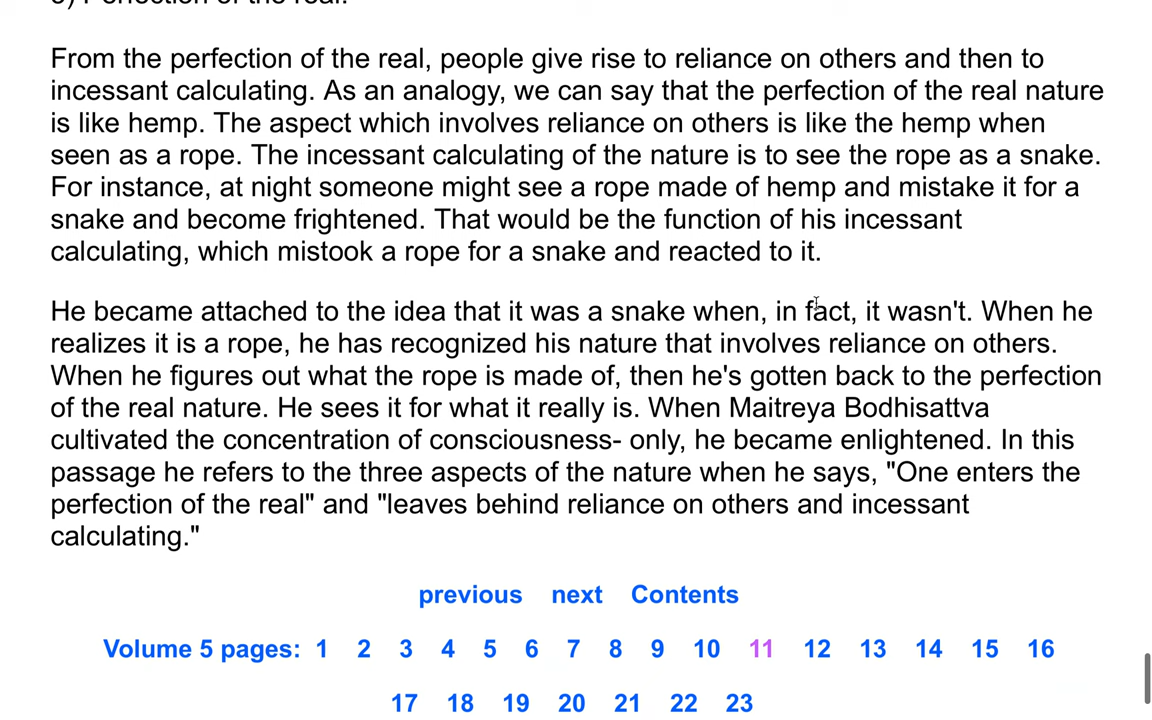 5) Perfection of the real.
From the perfection of the real, people give rise to reliance on others and then to
incessant calculating. As an analogy, we can say that the perfection of the real nature
is like hemp. The aspect which involves reliance on others is like the hemp when
seen as a rope. The incessant calculating of the nature is to see the rope as a snake.
For instance, at night someone might see a rope made of hemp and mistake it for a
snake and become frightened. That would be the function of his incessant
calculating, which mistook a rope for a snake and reacted to it.
He became attached to the idea that it was a snake when, in fact, it wasn't. When he
realizes it is a rope, he has recognized his nature that involves reliance on others.
When he figures out what the rope is made of, then he's gotten back to the perfection
of the real nature. He sees it for what it really is. When Maitreya Bodhisattva
cultivated the concentration of consciousness- only, he became enlightened. In this
passage he refers to the three aspects of the nature when he says, "One enters the
perfection of the real" and "leaves behind reliance on others and incessant
calculating."
previous next Contents
Volume 5 pages: 1 2 3 4 5 6 7 8 9 10 11 12 13 14 15 16
17 18 19 20 21 22 23